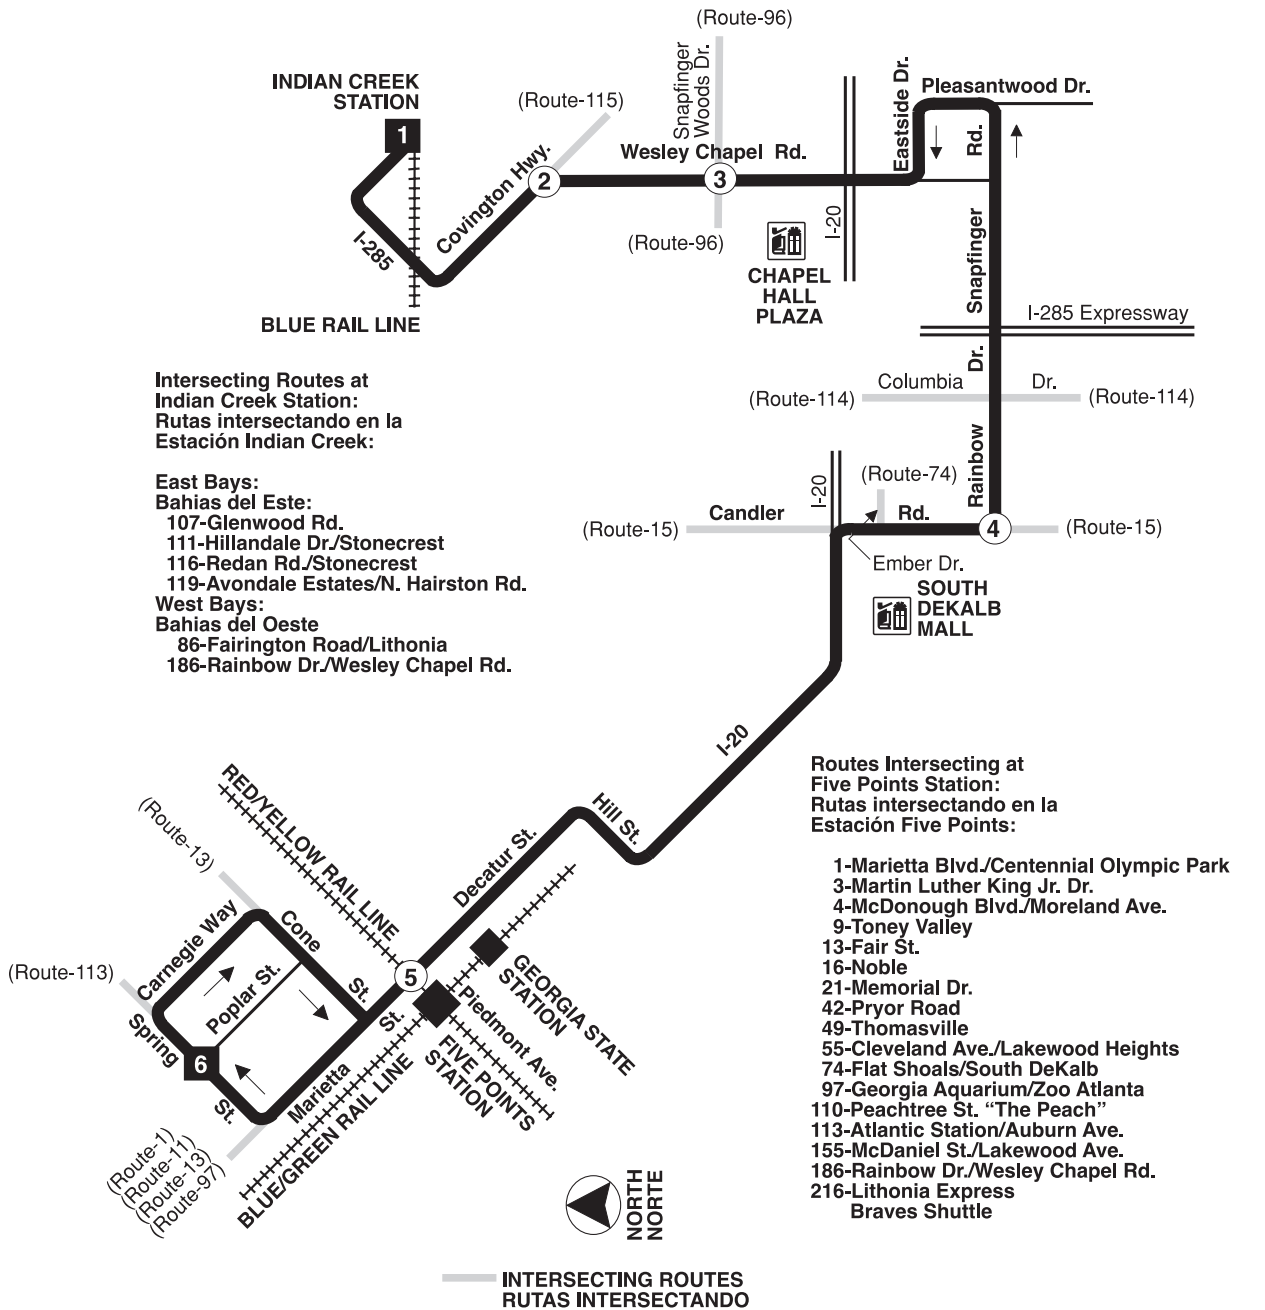 (Route-96)
INDIAN CREEK
STATION
1
(Route-115)
Snapfinger
Woods Dr.
Eastside Dr.
Pleasantwood Dr.
Wesley Chapel Rd.
Rd.
Covington Hwy.
2
3
I-285
(Route-96)
I-20
Snapfinger
CHAPEL
HALL
PLAZA
BLUE RAIL LINE
I-285 Expressway
Dr.
Columbia Dr.
(Route-114)
(Route-114)
Rainbow
Intersecting Routes at
Indian Creek Station:
Rutas intersectando en la
Estación Indian Creek:
East Bays:
Bahias del Este:
107-Glenwood Rd.
111-Hillandale Dr./Stonecrest
116-Redan Rd./Stonecrest
119-Avondale Estates/N. Hairston Rd.
West Bays:
Bahias del Oeste
86-Fairington Road/Lithonia
186-Rainbow Dr./Wesley Chapel Rd.
(Route-74)
I-20
(Route-15)
Candler Rd.
4
(Route-15)
Ember Dr.
SOUTH
DEKALB
MALL
I-20
Hill St.
Decatur St.
RED/YELLOW RAIL LINE
(Route-13)
Carnegie Way
Cone St.
(Route-113)
Poplar St.
Spring St.
5
6
Marietta St.
GEORGIA STATE
STATION
Piedmont Ave.
FIVE POINTS
STATION
BLUE/GREEN RAIL LINE
(Route-1)
(Route-11)
(Route-13)
(Route-97)
Routes Intersecting at
Five Points Station:
Rutas intersectando en la
Estación Five Points:
1-Marietta Blvd./Centennial Olympic Park
3-Martin Luther King Jr. Dr.
4-McDonough Blvd./Moreland Ave.
9-Toney Valley
13-Fair St.
16-Noble
21-Memorial Dr.
42-Pryor Road
49-Thomasville
55-Cleveland Ave./Lakewood Heights
74-Flat Shoals/South DeKalb
97-Georgia Aquarium/Zoo Atlanta
110-Peachtree St. “The Peach”
113-Atlantic Station/Auburn Ave.
155-McDaniel St./Lakewood Ave.
186-Rainbow Dr./Wesley Chapel Rd.
216-Lithonia Express
Braves Shuttle
NORTH
NORTE
INTERSECTING ROUTES
RUTAS INTERSECTANDO